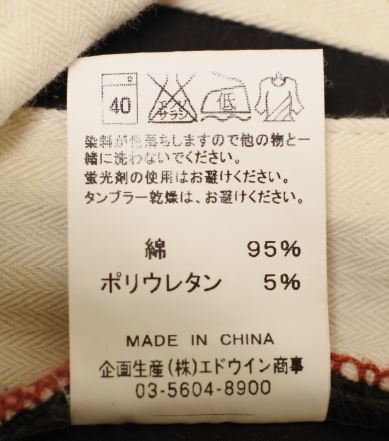 40 エンソ サラシ 低
染料が色落ちしますので他の物と一
緒に洗わないでください。
蛍光剤の使用はお避けください。
タンブラー乾燥は、お避けください。
綿 95%
ポリウレタン 5%
MADE IN CHINA
企画生産(株)エドウイン商事
03-5604-8900